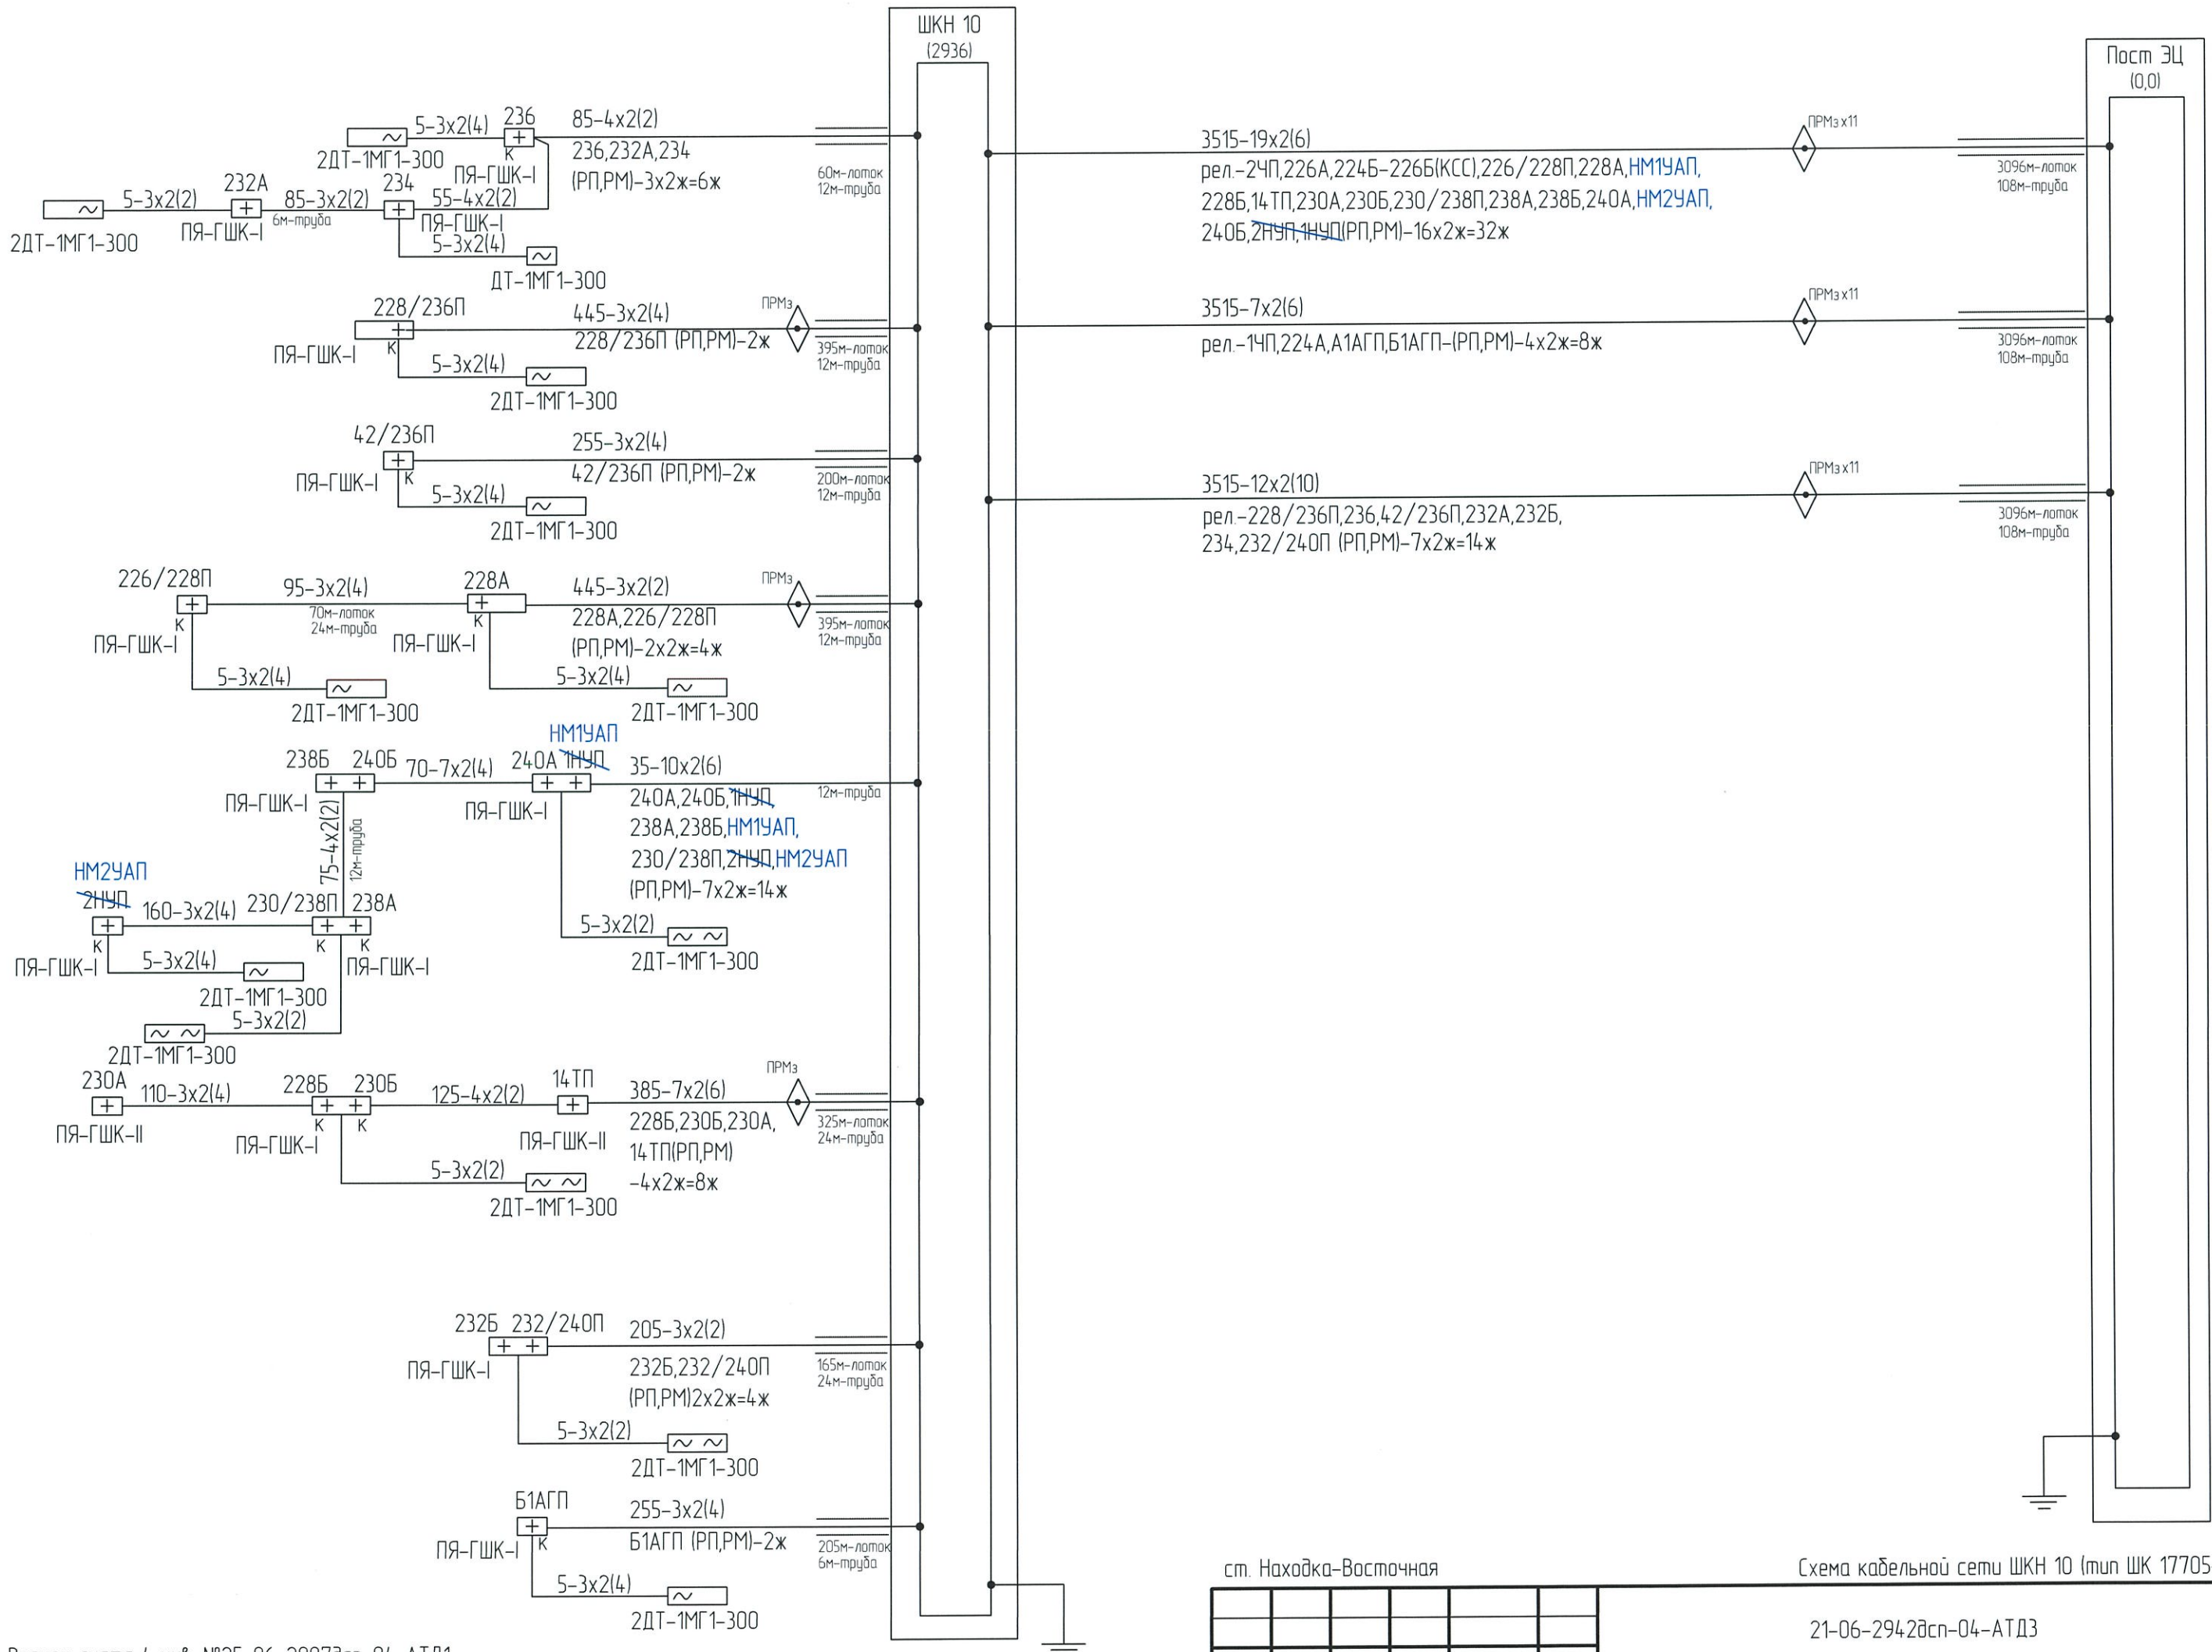 ШКН 10
(2936)
Пост ЭЦ
(0,0)
5-3х2(4)
236
85-4х2(2)
2ДТ-1МГ1-300
К
ПЯ-ГШК-I
236,232А,234
(РП,РМ)-3х2ж=6ж
60м-лоток
12м-труба
5-3х2(2)
232А
85-3х2(2)
6м-труба
234
55-4х2(2)
2ДТ-1МГ1-300
ПЯ-ГШК-I
ПЯ-ГШК-I
5-3х2(4)
ДТ-1МГ1-300
228/236П
445-3х2(4)
ПРМз
ПЯ-ГШК-I
К
228/236П (РП,РМ)-2ж
395м-лоток
12м-труба
5-3х2(4)
2ДТ-1МГ1-300
42/236П
255-3х2(4)
ПЯ-ГШК-I
К
42/236П (РП,РМ)-2ж
200м-лоток
12м-труба
5-3х2(4)
2ДТ-1МГ1-300
226/228П
95-3х2(4)
70м-лоток
24м-труба
228А
445-3х2(2)
ПРМз
К
ПЯ-ГШК-I
К
ПЯ-ГШК-I
228А,226/228П
(РП,РМ)-2х2ж=4ж
395м-лоток
12м-труба
5-3х2(4)
2ДТ-1МГ1-300
5-3х2(4)
2ДТ-1МГ1-300
НМ1УАП
238Б 240Б
70-7х2(4)
240А 1НУП
35-10х2(6)
ПЯ-ГШК-I
ПЯ-ГШК-I
12м-труба
240А,240Б,1НУП,
238А,238Б,НМ1УАП,
230/238П,2НУП,НМ2УАП
(РП,РМ)-7х2ж=14ж
75-4х2(2)
12м-труба
5-3х2(2)
2ДТ-1МГ1-300
НМ2УАП
2НУП
160-3х2(4)
230/238П 238А
К
ПЯ-ГШК-I
К
К
ПЯ-ГШК-I
5-3х2(4)
2ДТ-1МГ1-300
5-3х2(2)
2ДТ-1МГ1-300
230А
110-3х2(4)
228Б 230Б
125-4х2(2)
14ТП
385-7х2(6)
ПРМз
ПЯ-ГШК-II
К
К
ПЯ-ГШК-I
ПЯ-ГШК-II
228Б,230Б,230А,
14ТП(РП,РМ)
-4х2ж=8ж
325м-лоток
24м-труба
5-3х2(2)
2ДТ-1МГ1-300
232Б 232/240П
205-3х2(2)
ПЯ-ГШК-I
232Б,232/240П
(РП,РМ)2х2ж=4ж
165м-лоток
24м-труба
5-3х2(2)
2ДТ-1МГ1-300
Б1АГП
255-3х2(4)
ПЯ-ГШК-I
К
Б1АГП (РП,РМ)-2ж
205м-лоток
6м-труба
5-3х2(4)
2ДТ-1МГ1-300
3515-19х2(6)
ПРМз х11
рел.-2ЧП,226А,224Б-226Б(КСС),226/228П,228А,НМ1УАП,
228Б,14ТП,230А,230Б,230/238П,238А,238Б,240А,НМ2УАП,
240Б,2НУП,1НУП(РП,РМ)-16х2ж=32ж
3096м-лоток
108м-труба
3515-7х2(6)
ПРМз х11
рел.-1ЧП,224А,А1АГП,Б1АГП-(РП,РМ)-4х2ж=8ж
3096м-лоток
108м-труба
3515-12х2(10)
ПРМз х11
рел.-228/236П,236,42/236П,232А,232Б,
234,232/240П (РП,РМ)-7х2ж=14ж
3096м-лоток
108м-труба
ст. Находка-Восточная
Схема кабельной сети ШКН 10 (тип ШК 17705
21-06-2942дсп-04-АТД3